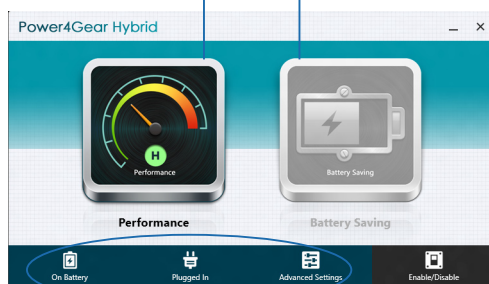 Power4Gear Hybrid
H
Performance
Battery Saving
Performance
Battery Saving
On Battery
Plugged In
Advanced Settings
Enable/Disable